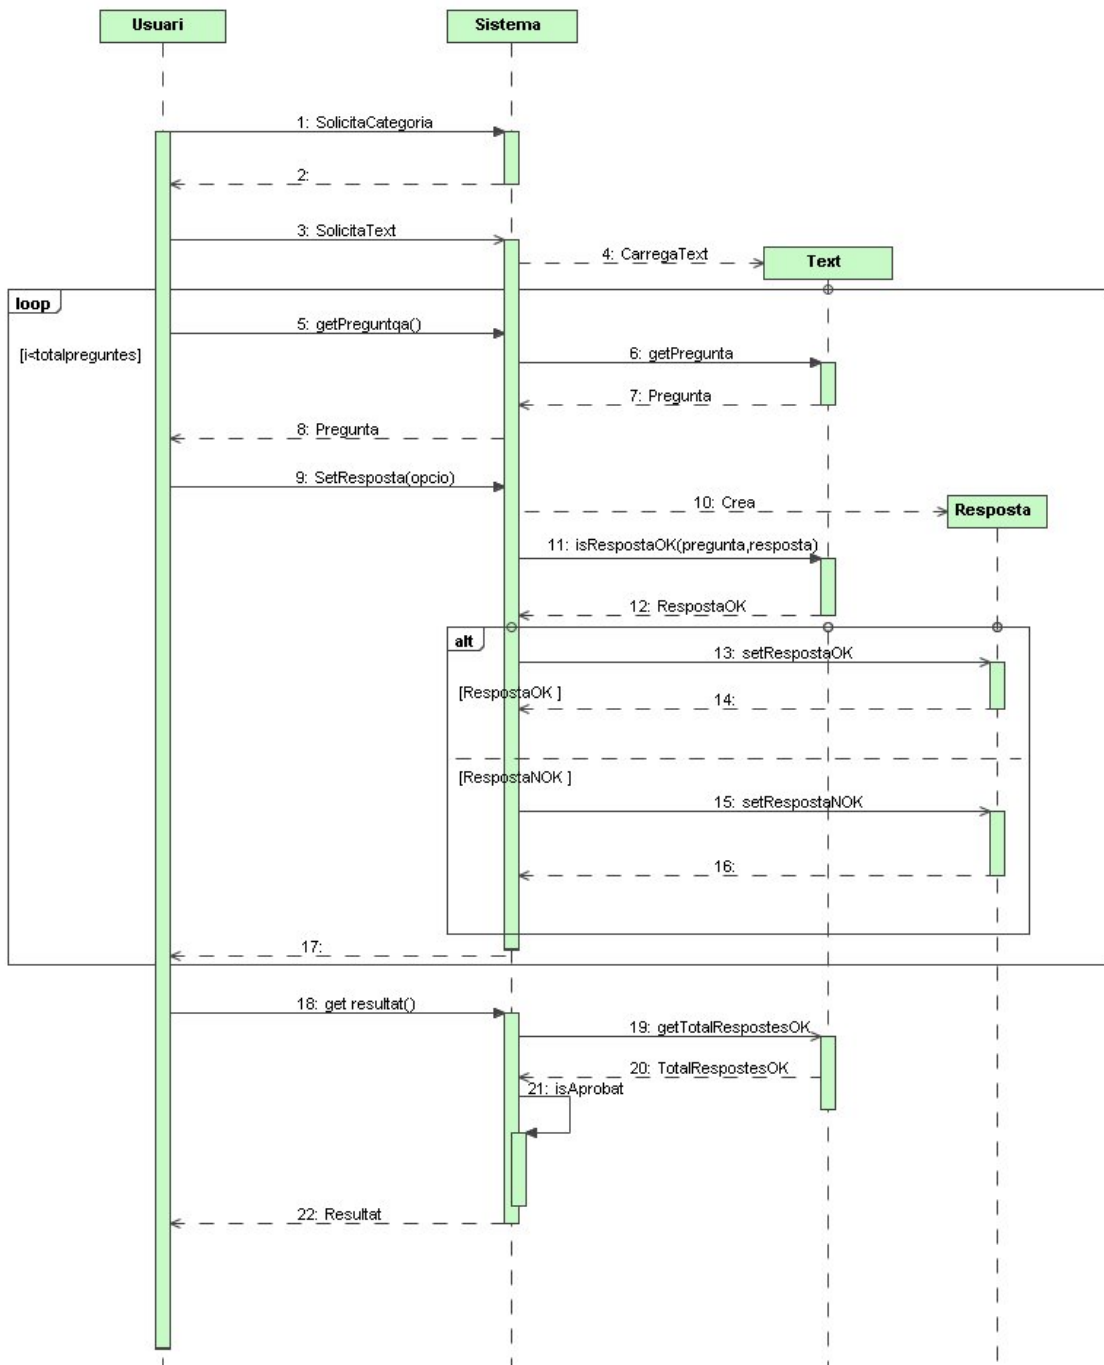 Usuari
Sistema
1: SolicitaCategoria
2:
3: SolicitaText
4: CarregaText
Text
loop
5: getPreguntqa()
[i<totalpreguntes]
6: getPregunta
7: Pregunta
8: Pregunta
9: SetResposta(opcio)
10: Crea
Resposta
11: isRespostaOK(pregunta,resposta)
12: RespostaOK
alt
13: setRespostaOK
[RespostaOK ]
14:
[RespostaNOK ]
15: setRespostaNOK
16:
17:
18: get resultat()
19: getTotalRespostesOK
20: TotalRespostesOK
21: isAprobat
22: Resultat